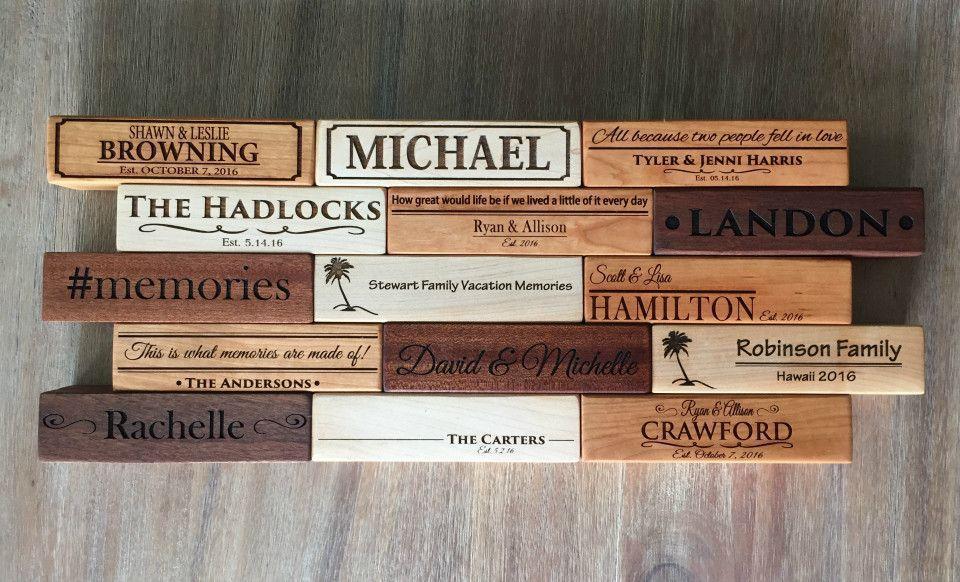 SHAWN & LESLIE
BROWNING
EST. OCTOBER 7, 2016
MICHAEL
All because two people fell in love
TYLER & JENNI HARRIS
Est. 05.14.16
THE HADLOCKS
Est. 5.14.16
How great would life be if we lived a little of it every day
Ryan & Allison
Est. 2016
• LANDON •
#memories
Stewart Family Vacation Memories
Scott & Lisa
HAMILTON Est. 2016
This is what memories are made of!
• THE ANDERSONS •
David & Michelle
Robinson Family
Hawaii 2016
Rachelle
THE CARTERS
Est. 5.2.16
Ryan & Allison
CRAWFORD
Est. October 7, 2016